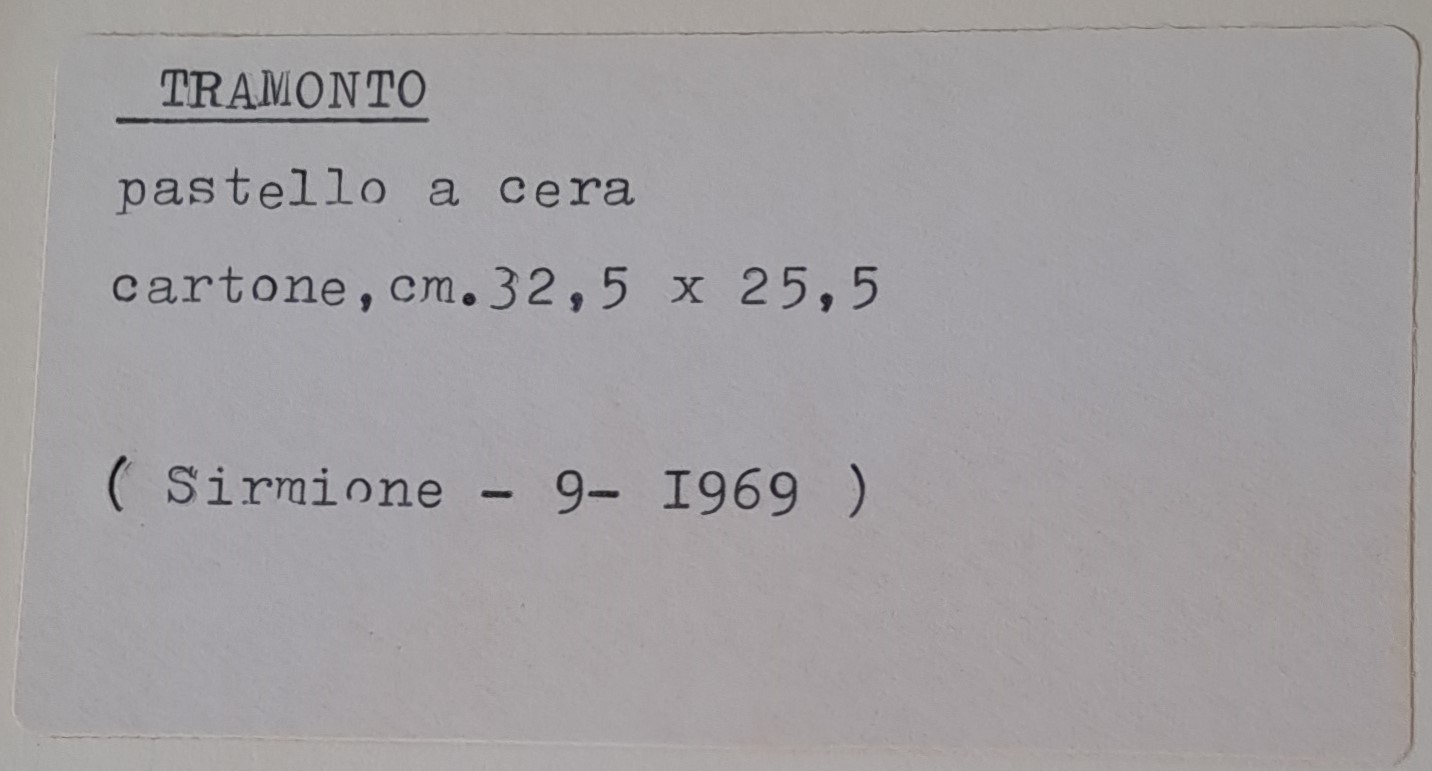 TRAMONTO
pastello a cera
cartone,cm.32,5 x 25,5
( Sirmione - 9- I969 )